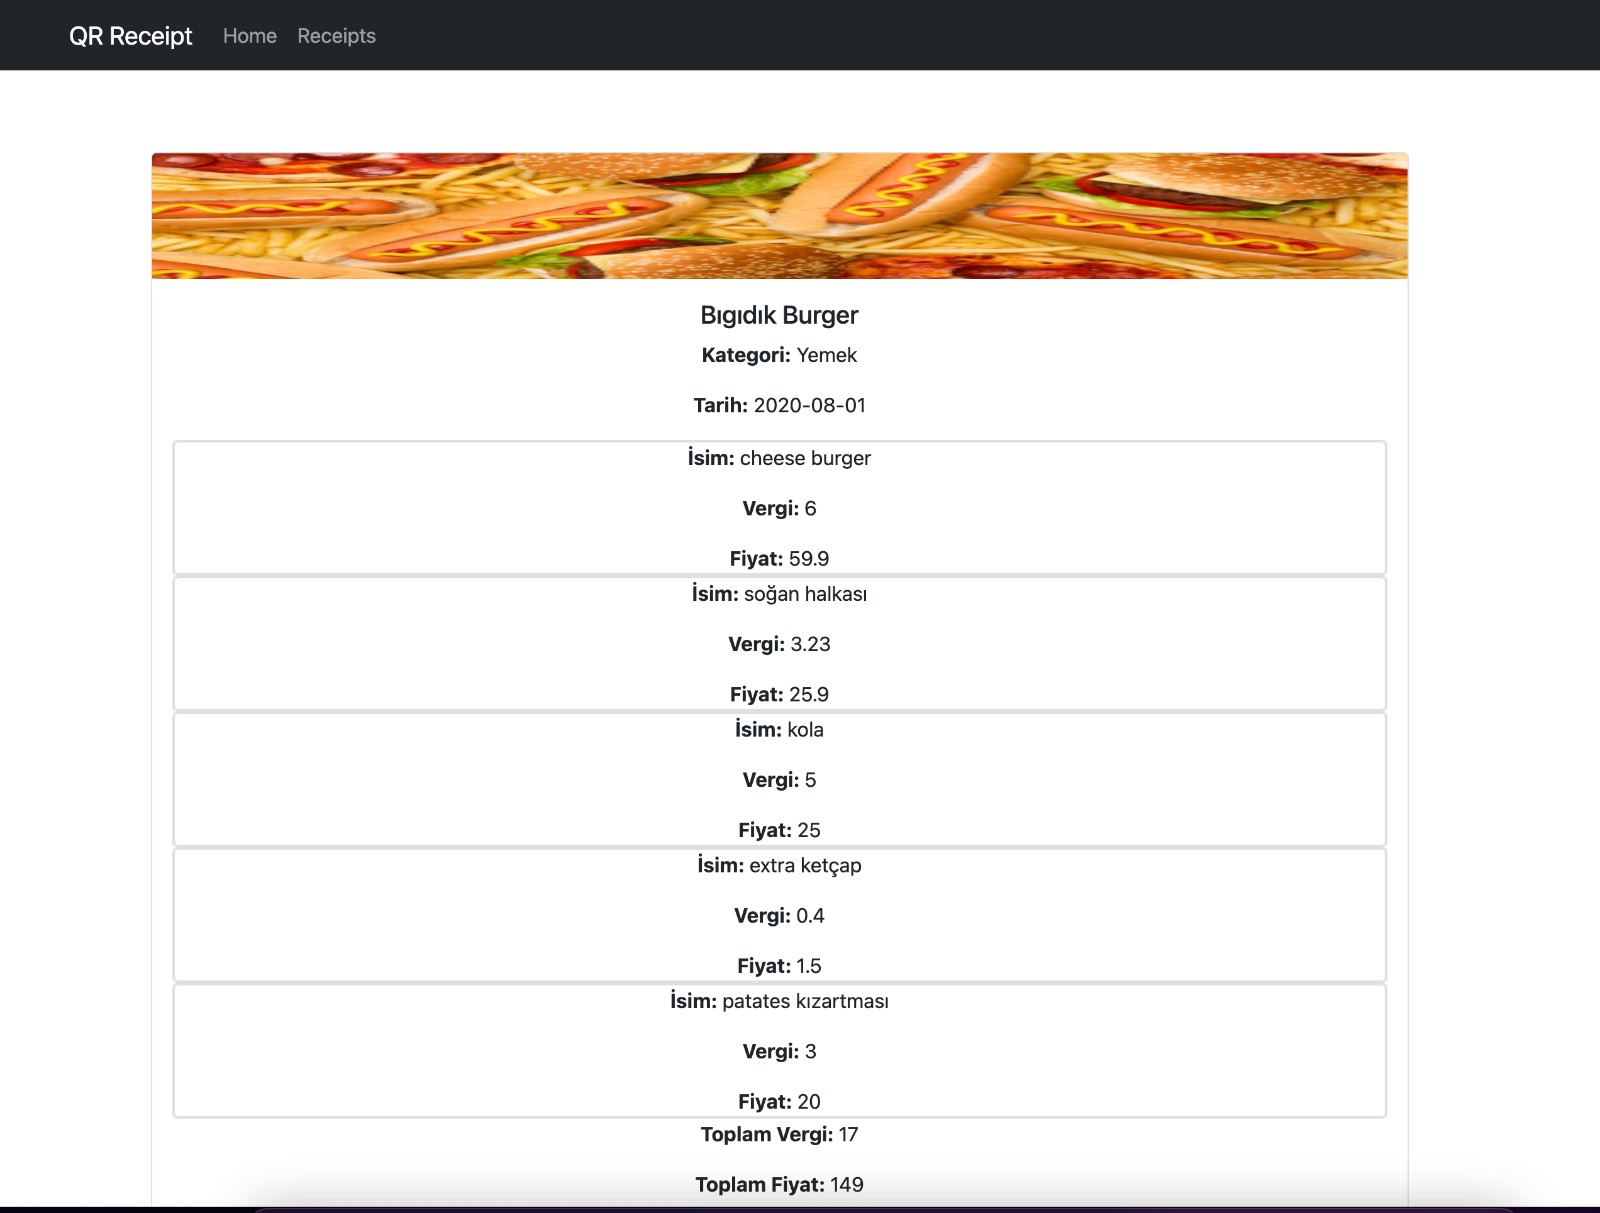 QR Receipt Home Receipts
Bıgıdık Burger
Kategori: Yemek
Tarih: 2020-08-01
İsim: cheese burger
Vergi: 6
Fiyat: 59.9
İsim: soğan halkası
Vergi: 3.23
Fiyat: 25.9
İsim: kola
Vergi: 5
Fiyat: 25
İsim: extra ketçap
Vergi: 0.4
Fiyat: 1.5
İsim: patates kızartması
Vergi: 3
Fiyat: 20
Toplam Vergi: 17
Toplam Fiyat: 149